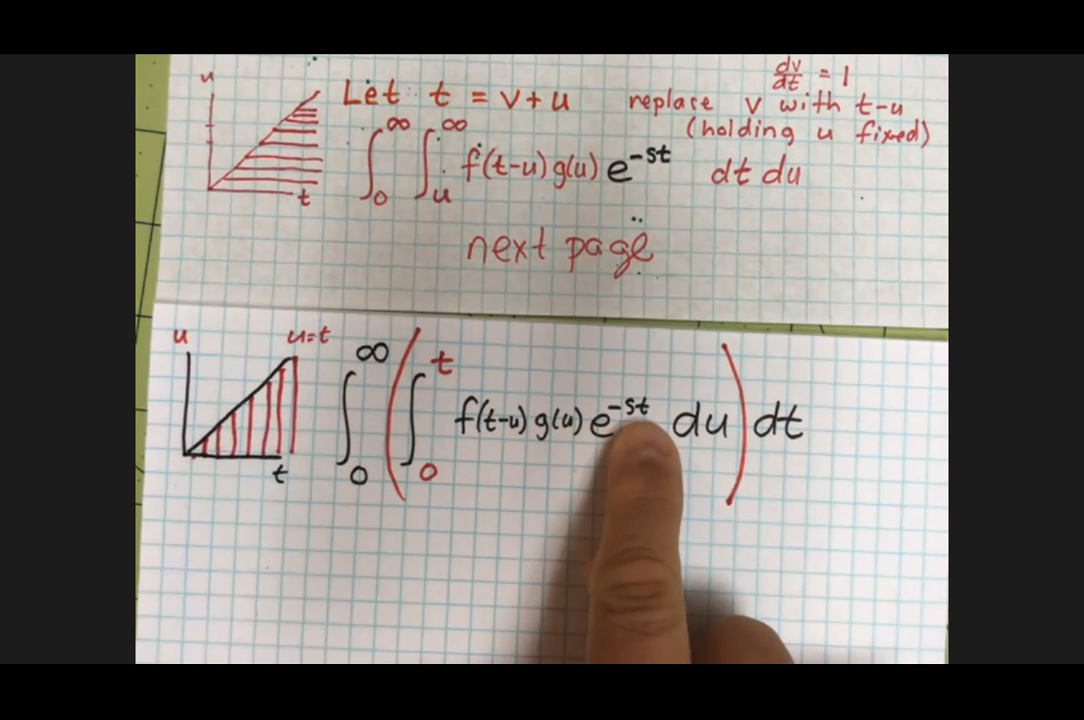 dv/dt = 1
u
Let t = v+u replace v with t-u
(holding u fixed)
∫₀^∞ ∫ᵤ^∞ f(t-u) g(u) e^-st dt du
t
next page
u u=t
∫₀^∞ ( ∫₀^t f(t-u) g(u) e^-st du ) dt
t